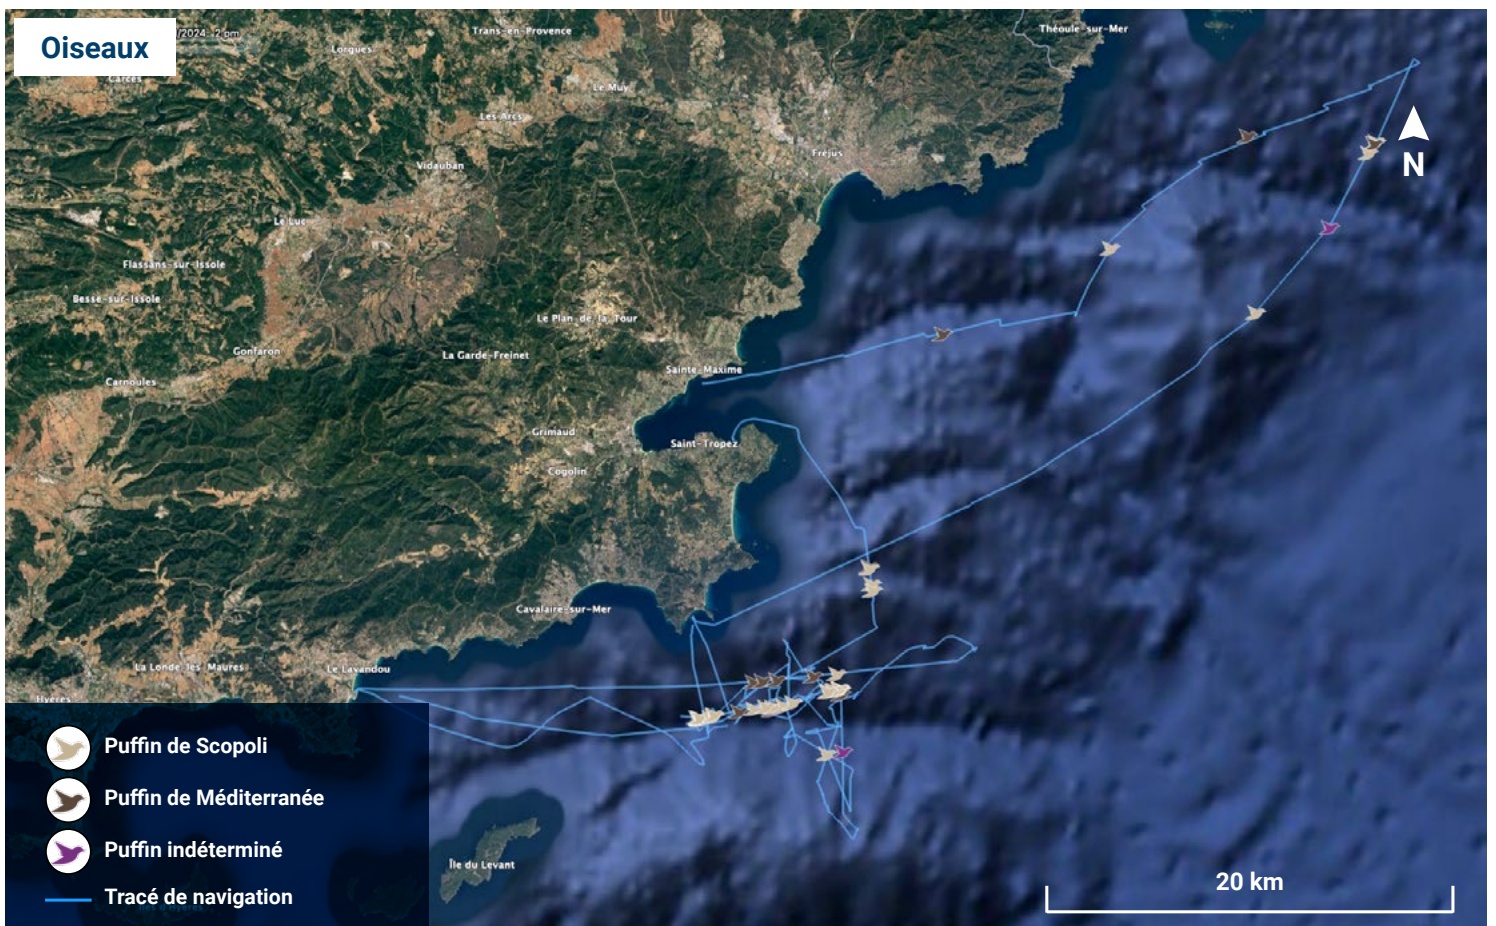 Oiseaux
/2024 2 pm
Trans-en-Provence
Théoule-sur-Mer
Lorgues
Carcès
Le Muy
Les Arcs
Fréjus
Vidauban
N
Le Luc
Flassans-sur-Issole
Besse-sur-Issole
Le Plan-de-la-Tour
Gonfaron
La Garde-Freinet
Sainte-Maxime
Carnoules
Grimaud
Saint-Tropez
Cogolin
Cavalaire-sur-Mer
La Londe-les-Maures
Le Lavandou
Hyères
Puffin de Scopoli
Puffin de Méditerranée
Puffin indéterminé
Tracé de navigation
Île du Levant
20 km